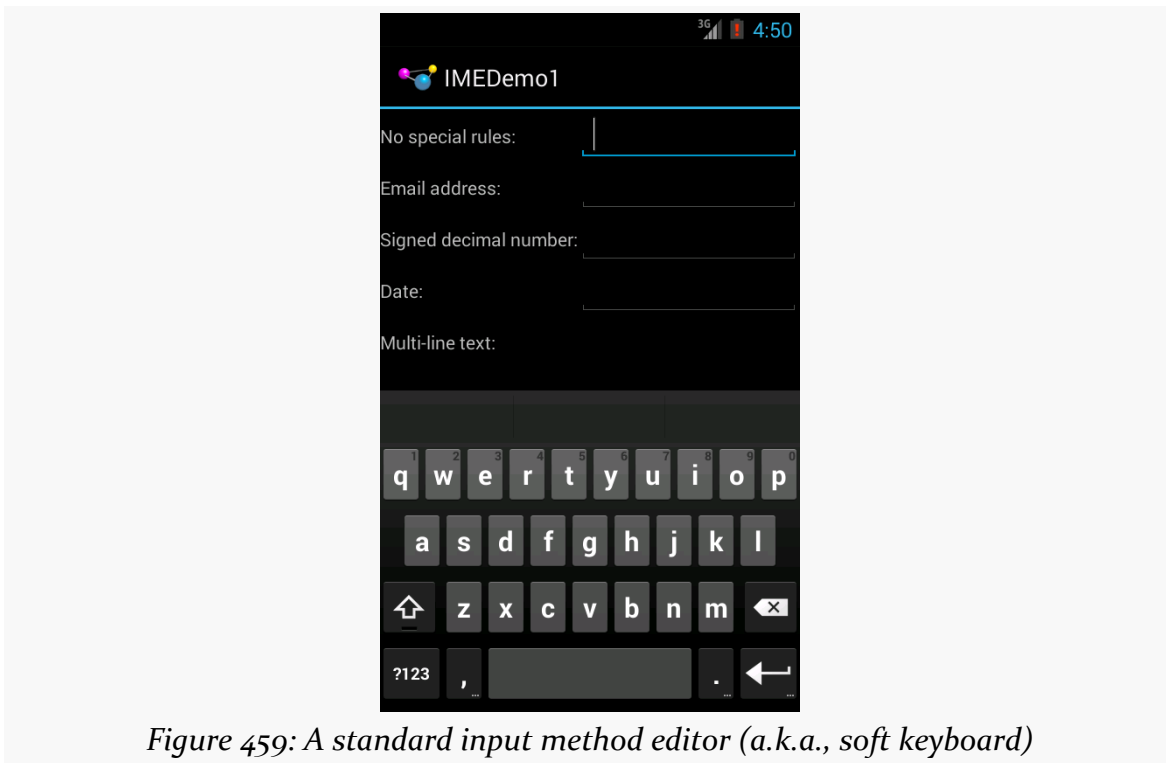 3G 4:50
IMEDemo1
No special rules:
Email address:
Signed decimal number:
Date:
Multi-line text:
1 2 3 4 5 6 7 8 9 0
q w e r t y u i o p
a s d f g h j k l
z x c v b n m
?123 , ... . ... ...
Figure 459: A standard input method editor (a.k.a., soft keyboard)